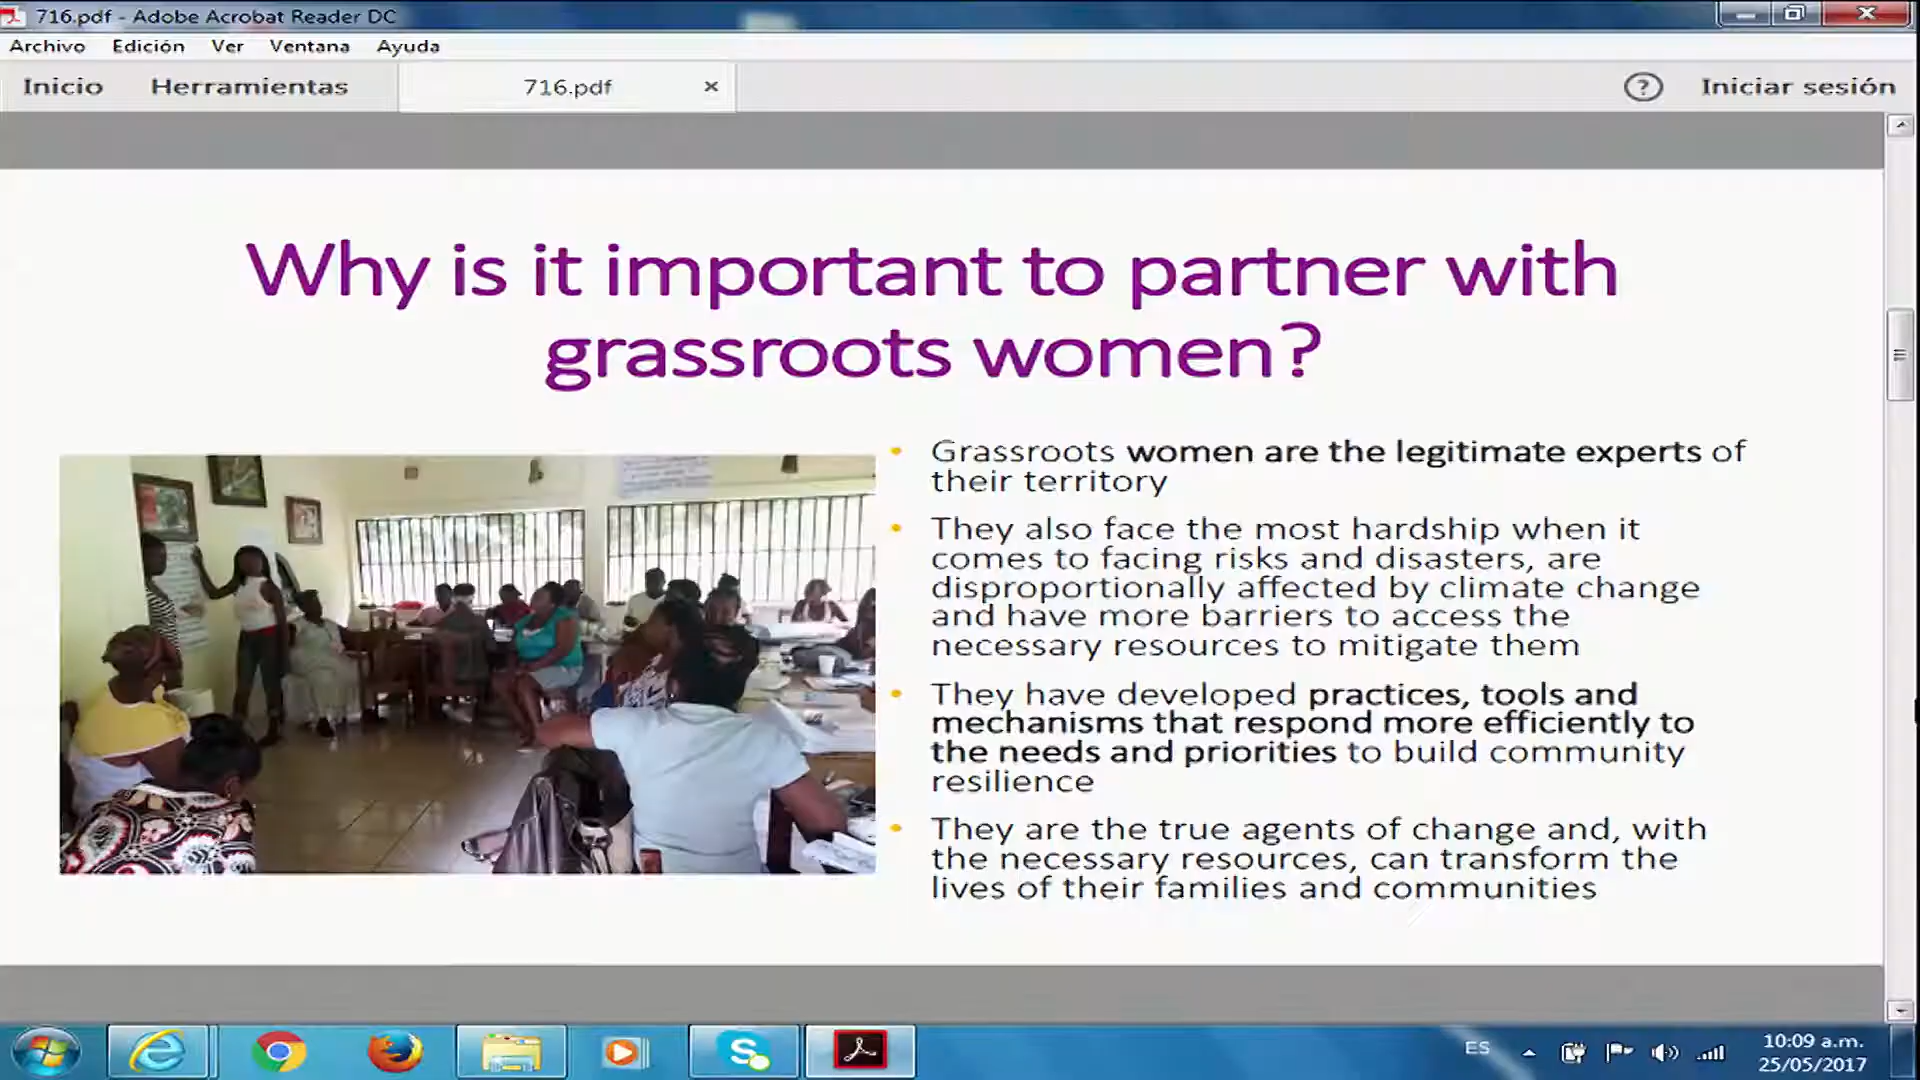 716.pdf - Adobe Acrobat Reader DC
Archivo Edición Ver Ventana Ayuda
Inicio Herramientas 716.pdf × ? Iniciar sesión
Why is it important to partner with
grassroots women?
• Grassroots women are the legitimate experts of
their territory
• They also face the most hardship when it
comes to facing risks and disasters, are
disproportionally affected by climate change
and have more barriers to access the
necessary resources to mitigate them
• They have developed practices, tools and
mechanisms that respond more efficiently to
the needs and priorities to build community
resilience
• They are the true agents of change and, with
the necessary resources, can transform the
lives of their families and communities
ES
10:09 a.m.
25/05/2017